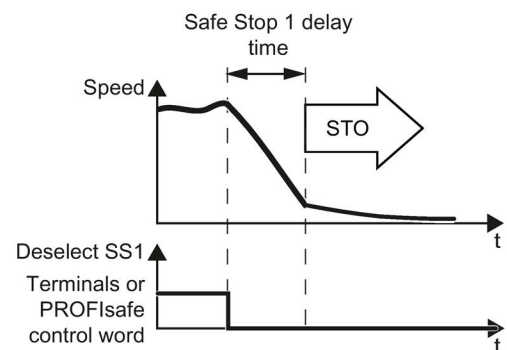 Safe Stop 1 delay
time
Speed
STO
t
Deselect SS1
Terminals or
PROFIsafe
control word
t